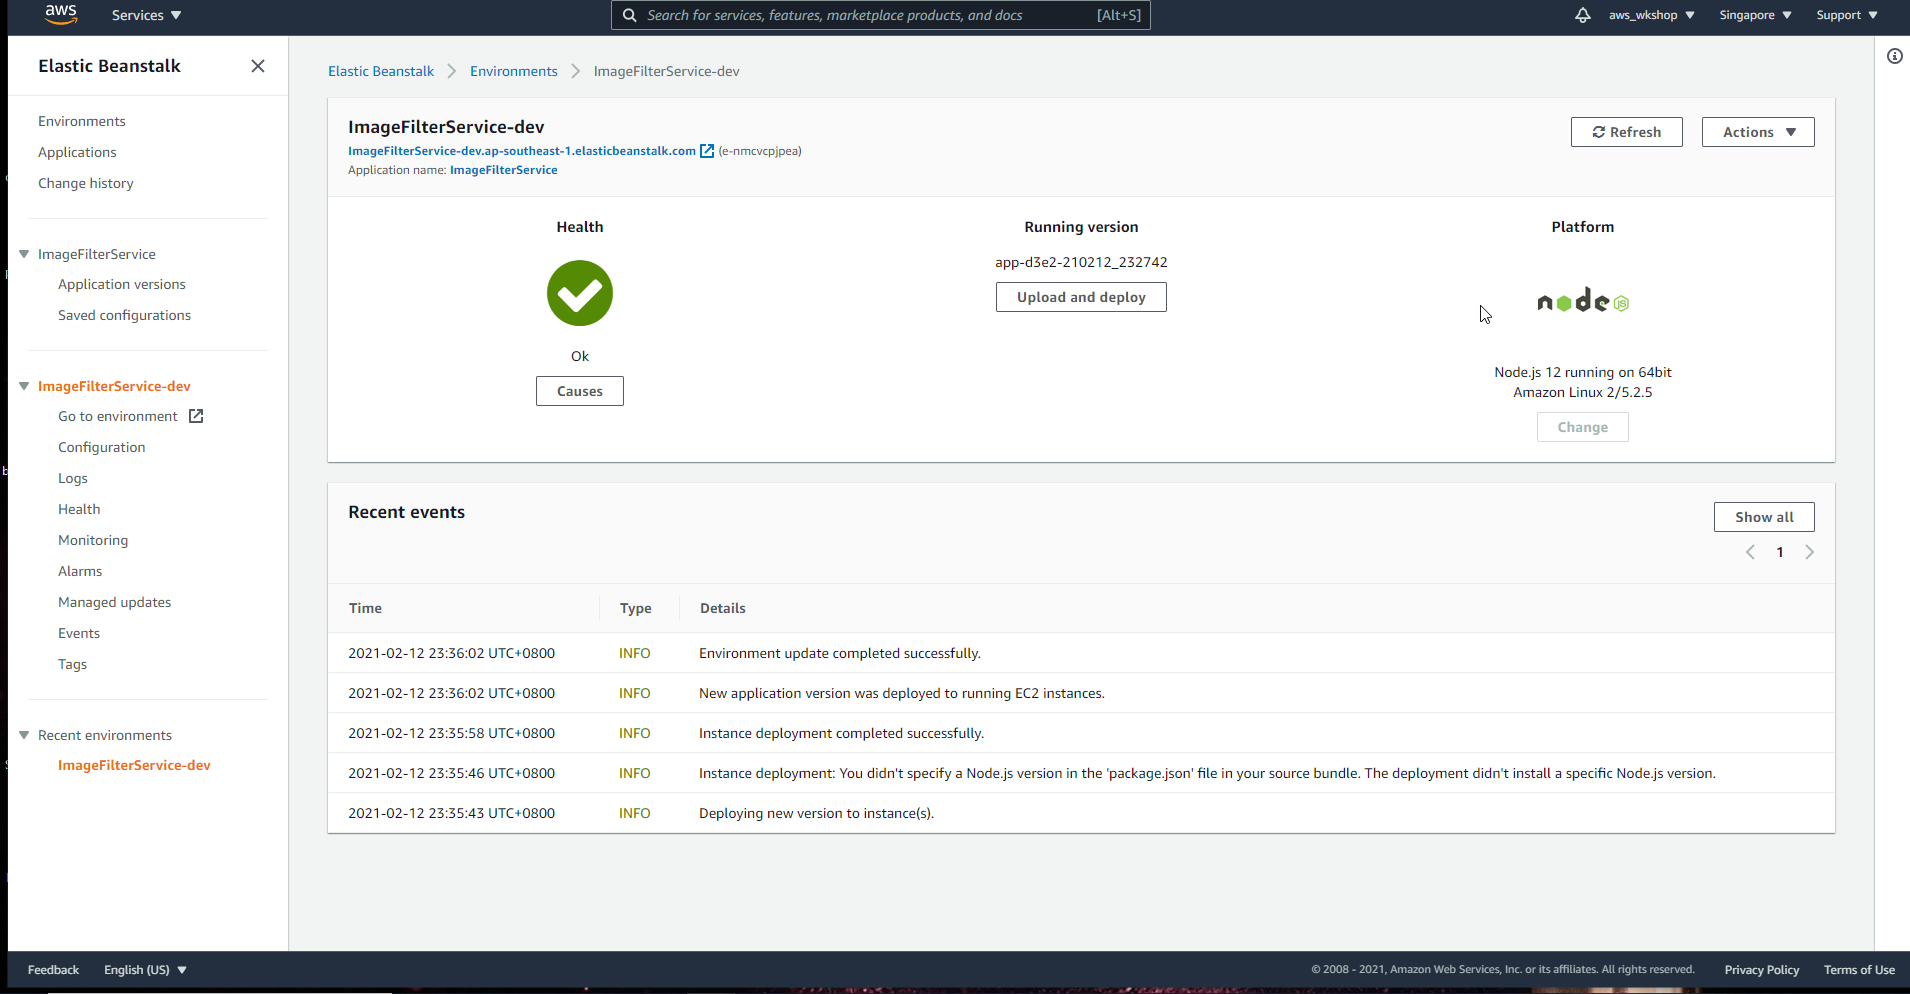 aws
Services
Search for services, features, marketplace products, and docs [Alt+S]
aws_wkshop
Singapore
Support
Elastic Beanstalk
Environments
Applications
Change history
ImageFilterService
Application versions
Saved configurations
ImageFilterService-dev
Go to environment
Configuration
Logs
Health
Monitoring
Alarms
Managed updates
Events
Tags
Recent environments
ImageFilterService-dev
Elastic Beanstalk Environments ImageFilterService-dev
ImageFilterService-dev
ImageFilterService-dev.ap-southeast-1.elasticbeanstalk.com (e-nmcvcpjpea)
Application name: ImageFilterService
Refresh
Actions
Health
Ok
Causes
Running version
app-d3e2-210212_232742
Upload and deploy
Platform
node JS
Node.js 12 running on 64bit
Amazon Linux 2/5.2.5
Change
Recent events
Show all
1
Time Type Details
2021-02-12 23:36:02 UTC+0800 INFO Environment update completed successfully.
2021-02-12 23:36:02 UTC+0800 INFO New application version was deployed to running EC2 instances.
2021-02-12 23:35:58 UTC+0800 INFO Instance deployment completed successfully.
2021-02-12 23:35:46 UTC+0800 INFO Instance deployment: You didn't specify a Node.js version in the 'package.json' file in your source bundle. The deployment didn't install a specific Node.js version.
2021-02-12 23:35:43 UTC+0800 INFO Deploying new version to instance(s).
Feedback
English (US)
© 2008 - 2021, Amazon Web Services, Inc. or its affiliates. All rights reserved.
Privacy Policy
Terms of Use